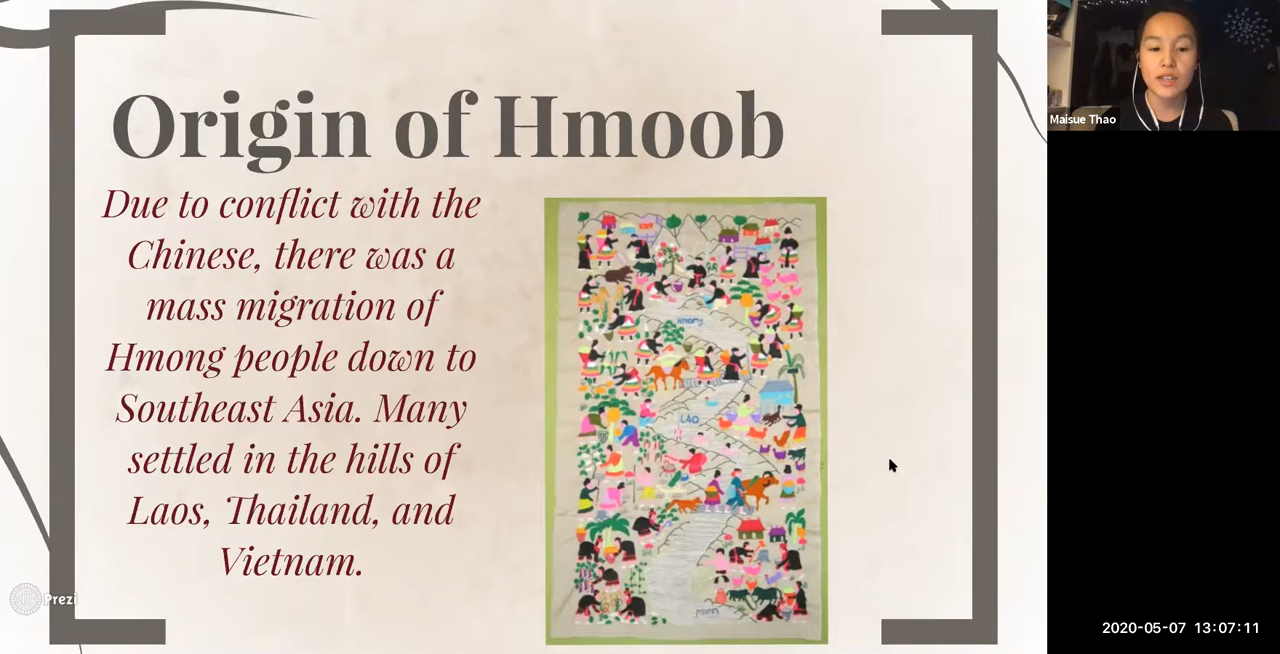 Origin of Hmoob
Due to conflict with the
Chinese, there was a
mass migration of
Hmong people down to
Southeast Asia. Many
settled in the hills of
Laos, Thailand, and
Vietnam.
LAO
Prezi
Maisue Thao
2020-05-07 13:07:11